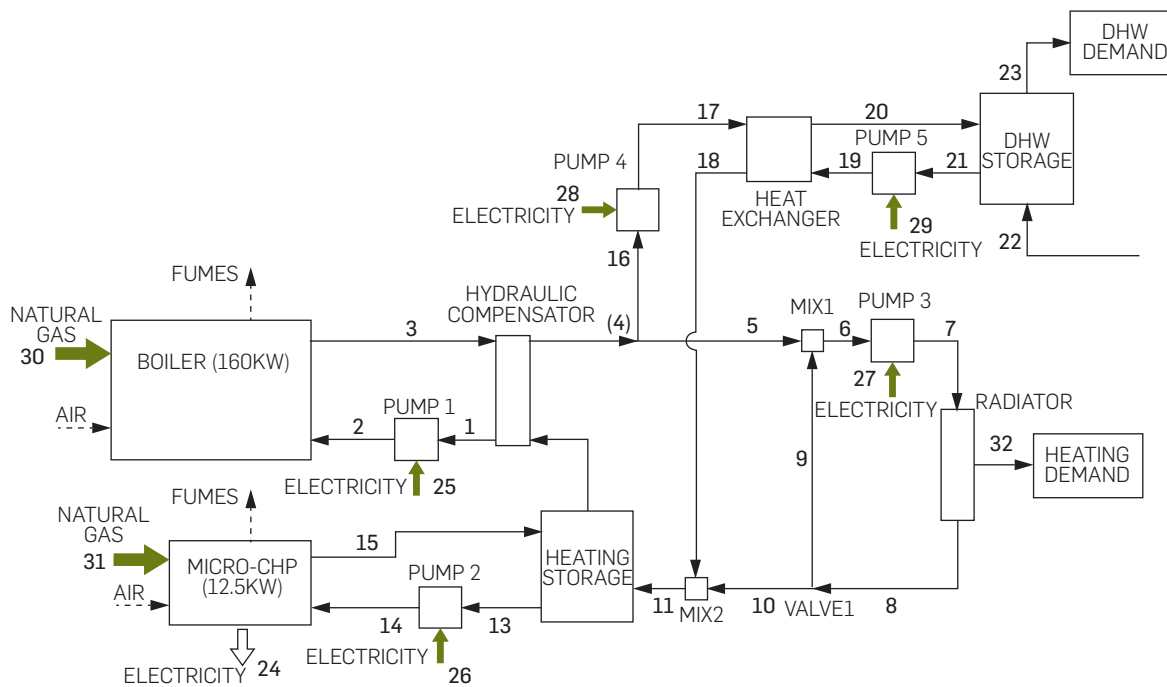 DHW
DEMAND
23
17
20
PUMP 5
DHW
STORAGE
PUMP 4
18
19
21
28
ELECTRICITY
HEAT
EXCHANGER
29
ELECTRICITY
22
16
FUMES
HYDRAULIC
COMPENSATOR
MIX1
PUMP 3
NATURAL
GAS
30
3
(4)
5
6
7
BOILER (160KW)
27
ELECTRICITY
RADIATOR
AIR
PUMP 1
2
1
9
32
HEATING
DEMAND
ELECTRICITY
25
FUMES
NATURAL
GAS
31
15
HEATING
STORAGE
MICRO-CHP
(12.5KW)
PUMP 2
AIR
14
13
11
MIX2
10
VALVE1
8
ELECTRICITY
24
ELECTRICITY
26